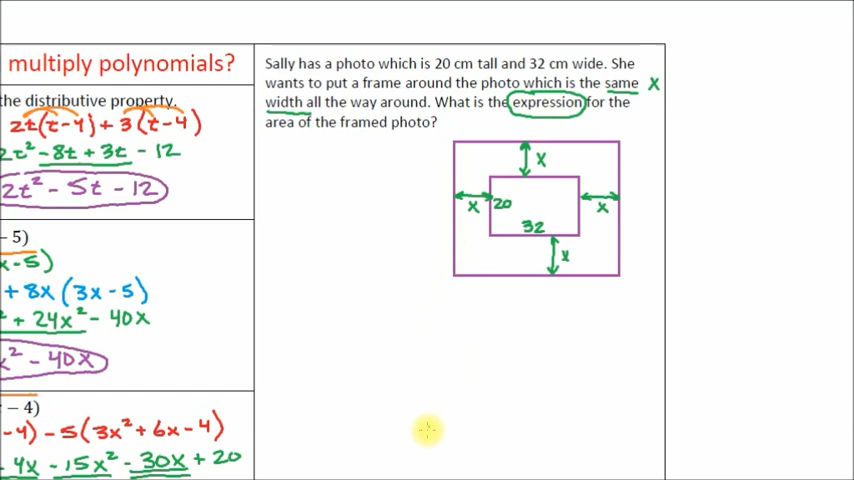 multiply polynomials?
the distributive property.
2t(t-4) + 3(t-4)
2t² -8t + 3t - 12
2t² - 5t - 12
- 5)
x-5)
+ 8x (3x-5)
² + 24x² - 40x
x² - 40x
- 4)
-4) - 5(3x² + 6x - 4)
4x - 15x² - 30x + 20
Sally has a photo which is 20 cm tall and 32 cm wide. She
wants to put a frame around the photo which is the same x
width all the way around. What is the expression for the
area of the framed photo?
x
x 20 x
32
x